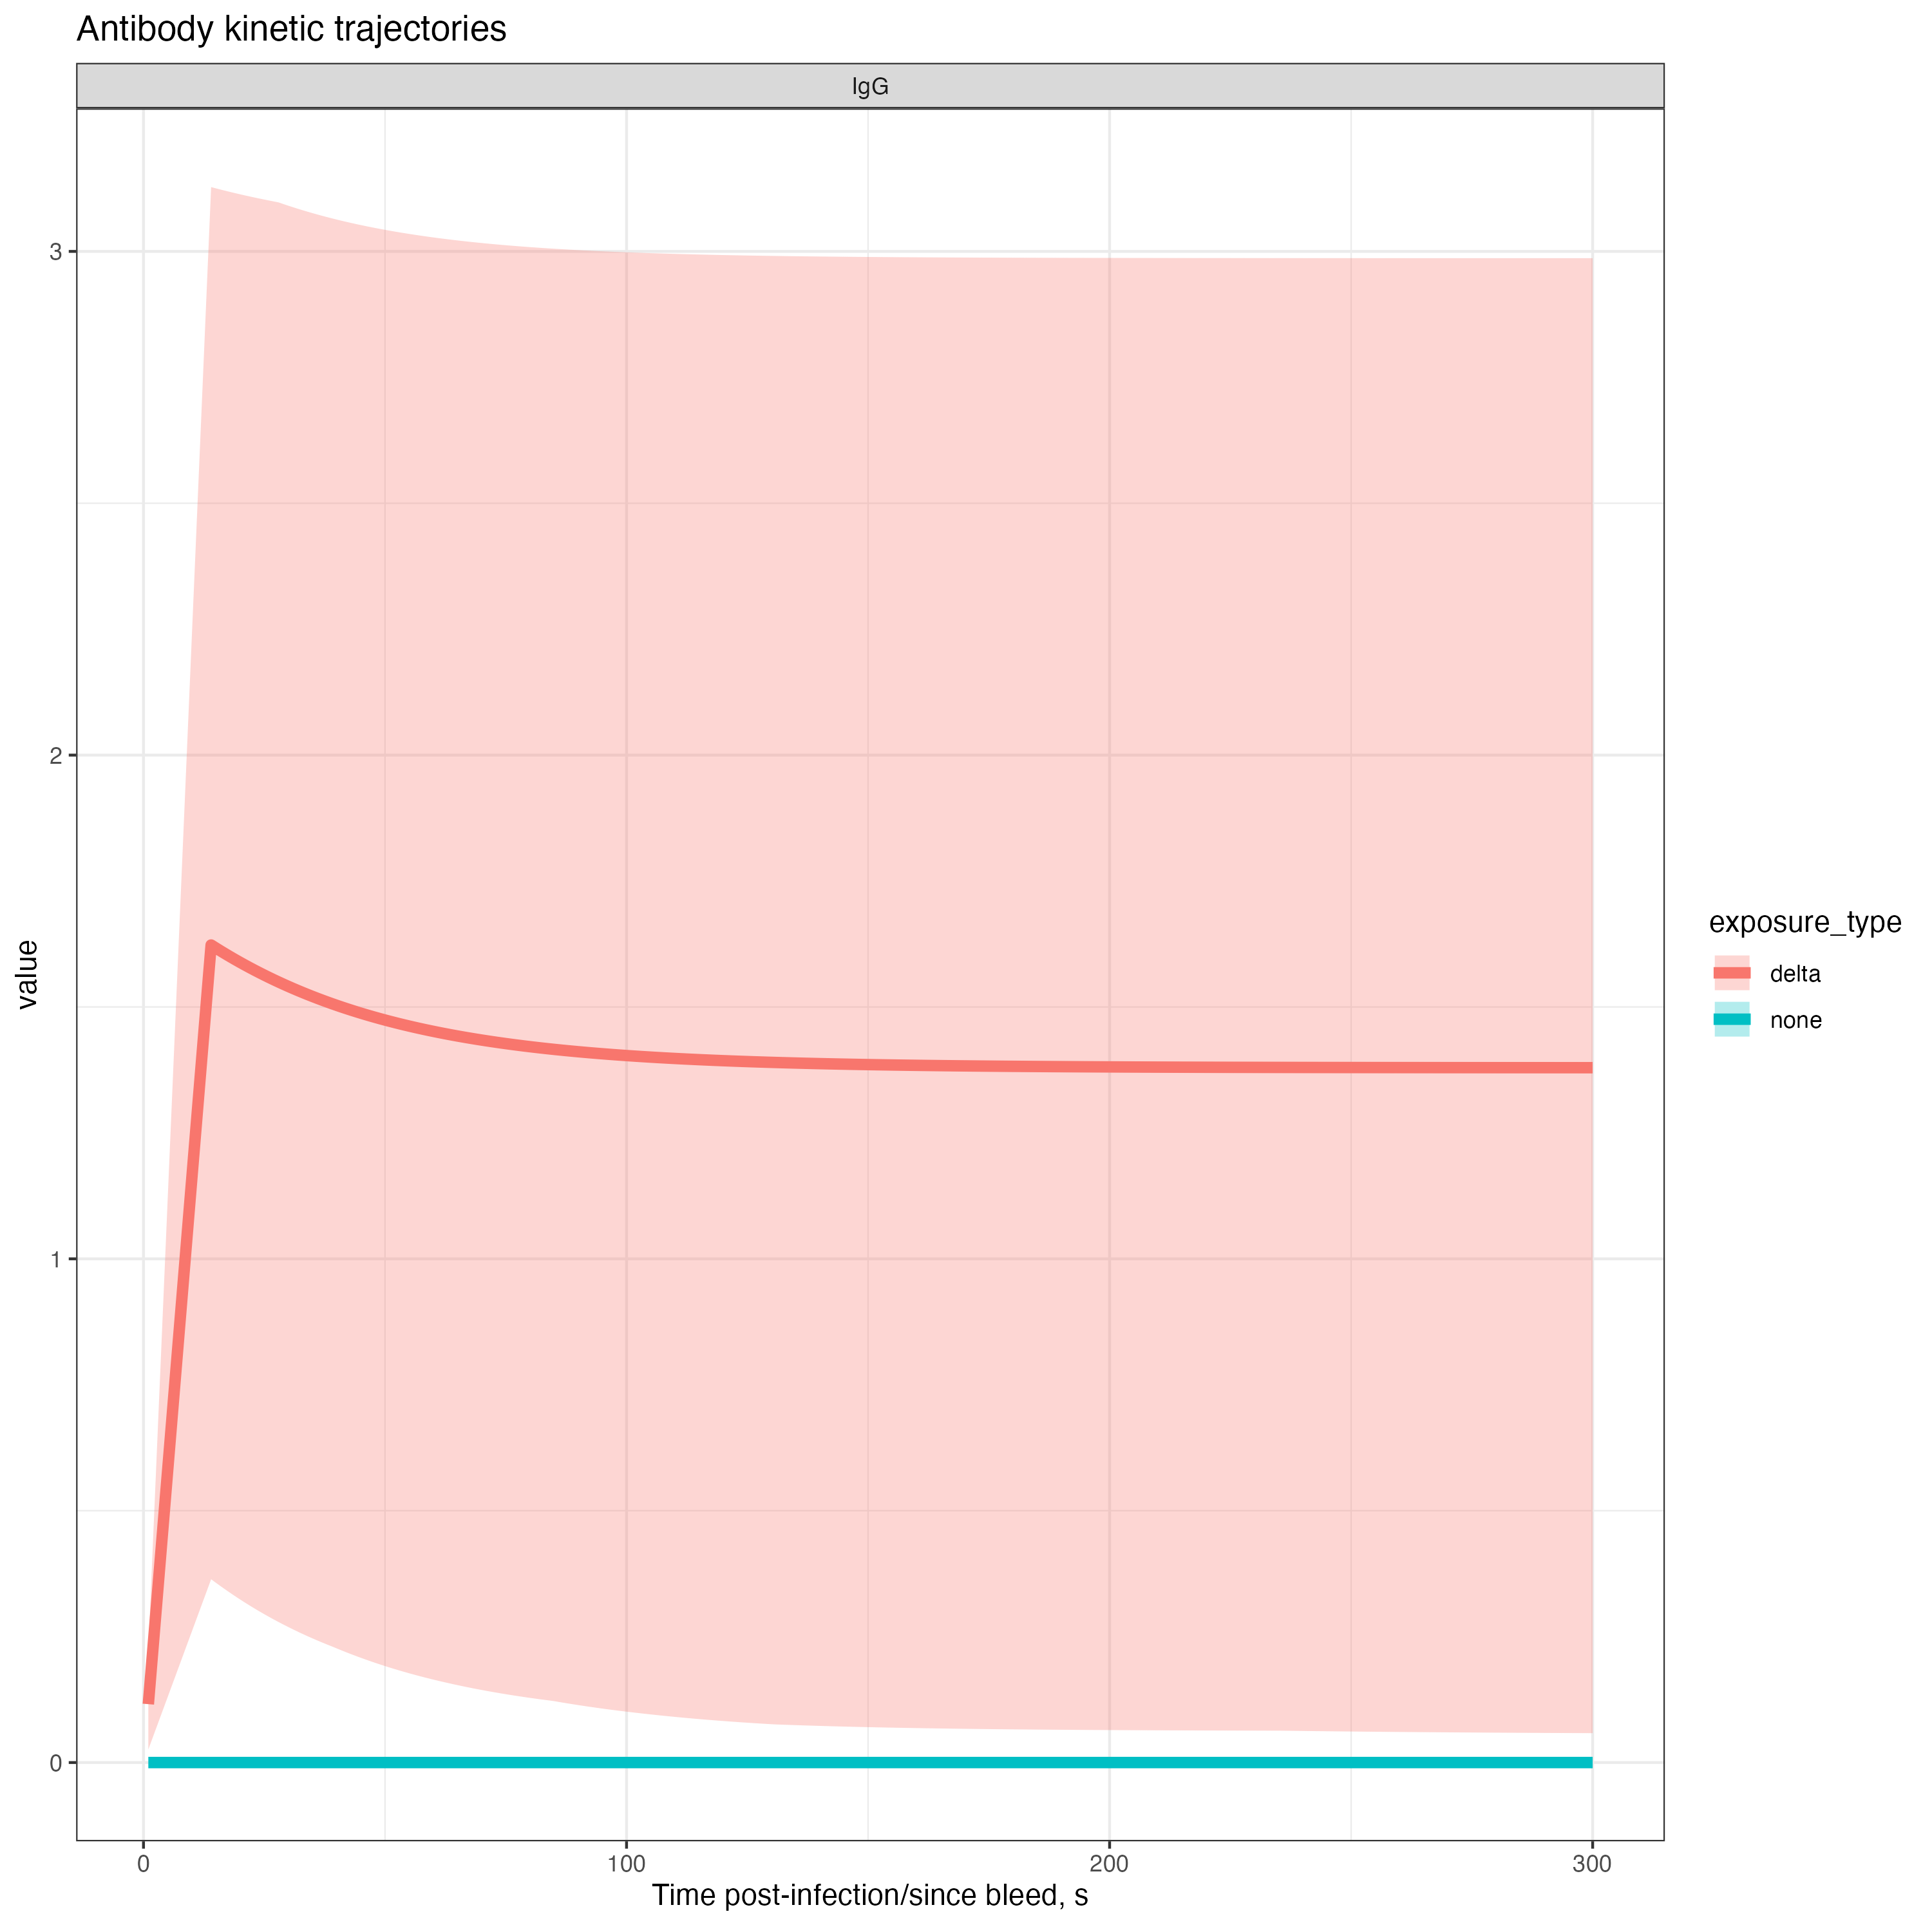 Antibody kinetic trajectories
IgG
3
2
1
0
value
0 100 200 300
Time post-infection/since bleed, s
exposure_type
delta
none